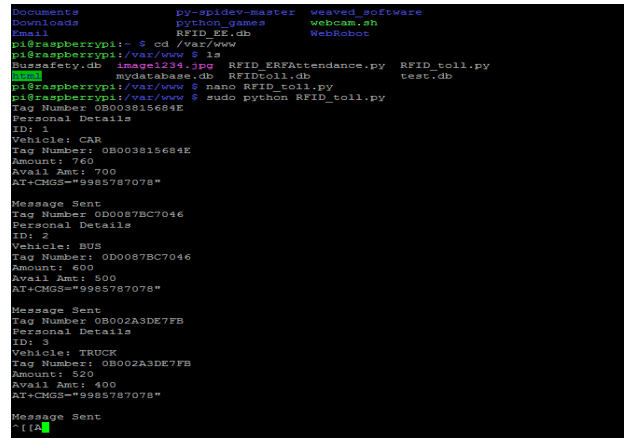 Documents py-spidev-master weaved_software
Downloads python_games webcam.sh
Email RFID_EE.db WebRobot
pi@raspberrypi:~ $ cd /var/www
pi@raspberrypi:/var/www $ ls
Bussafety.db image1234.jpg RFID_ERFAttendance.py RFID_toll.py
html mydatabase.db RFIDtoll.db test.db
pi@raspberrypi:/var/www $ nano RFID_toll.py
pi@raspberrypi:/var/www $ sudo python RFID_toll.py
Tag Number 0B003815684E
Personal Details
ID: 1
Vehicle: CAR
Tag Number: 0B003815684E
Amount: 760
Avail Amt: 700
AT+CMGS="9985787078"
Message Sent
Tag Number 0D0087BC7046
Personal Details
ID: 2
Vehicle: BUS
Tag Number: 0D0087BC7046
Amount: 600
Avail Amt: 500
AT+CMGS="9985787078"
Message Sent
Tag Number 0B002A3DE7FB
Personal Details
ID: 3
Vehicle: TRUCK
Tag Number: 0B002A3DE7FB
Amount: 520
Avail Amt: 400
AT+CMGS="9985787078"
Message Sent
^[[A